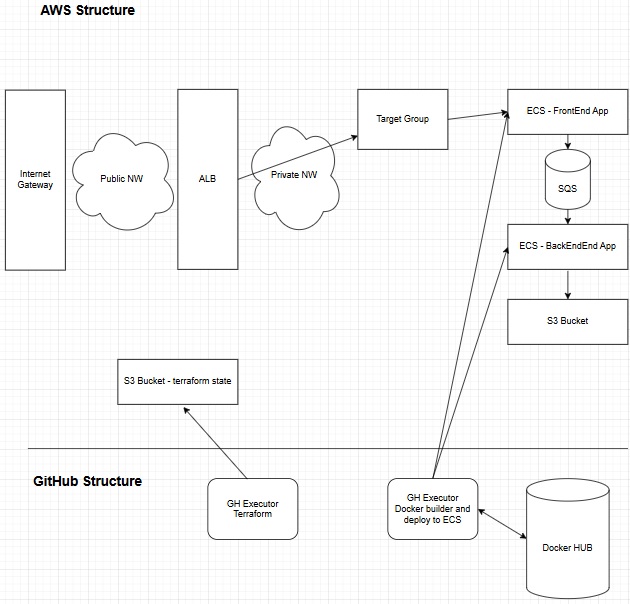 AWS Structure
Internet
Gateway
Public NW
ALB
Private NW
Target Group
ECS - FrontEnd App
SQS
ECS - BackEndEnd App
S3 Bucket
S3 Bucket - terraform state
GitHub Structure
GH Executor
Terraform
GH Executor
Docker builder and
deploy to ECS
Docker HUB